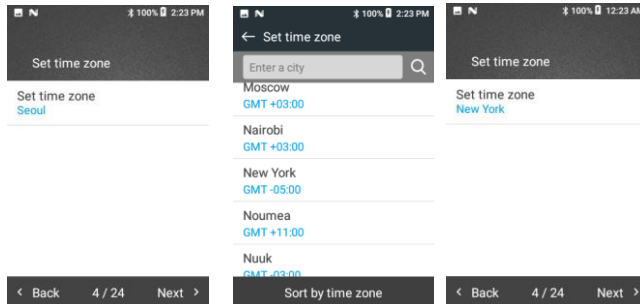 100% 2:23 PM
Set time zone
Set time zone
Seoul
< Back 4 / 24 Next >
100% 2:23 PM
← Set time zone
Enter a city
Moscow
GMT +03:00
Nairobi
GMT +03:00
New York
GMT -05:00
Noumea
GMT +11:00
Nuuk
GMT -03:00
Sort by time zone
100% 12:23 AM
Set time zone
Set time zone
New York
< Back 4 / 24 Next >